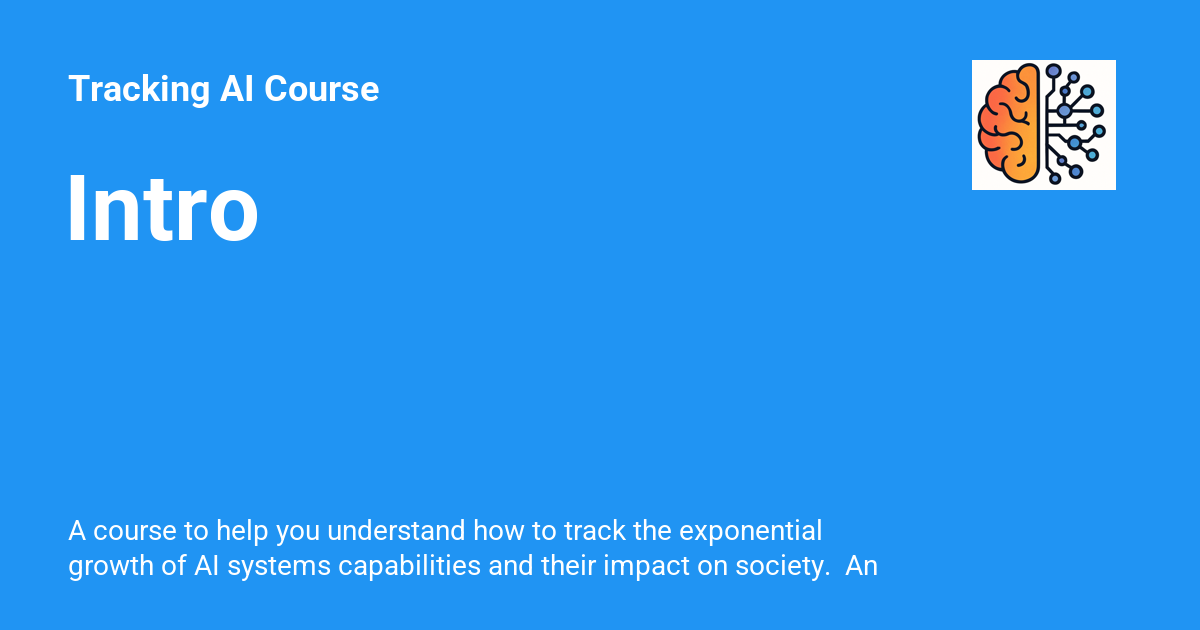 Tracking AI Course
Intro
A course to help you understand how to track the exponential
growth of AI systems capabilities and their impact on society.  An